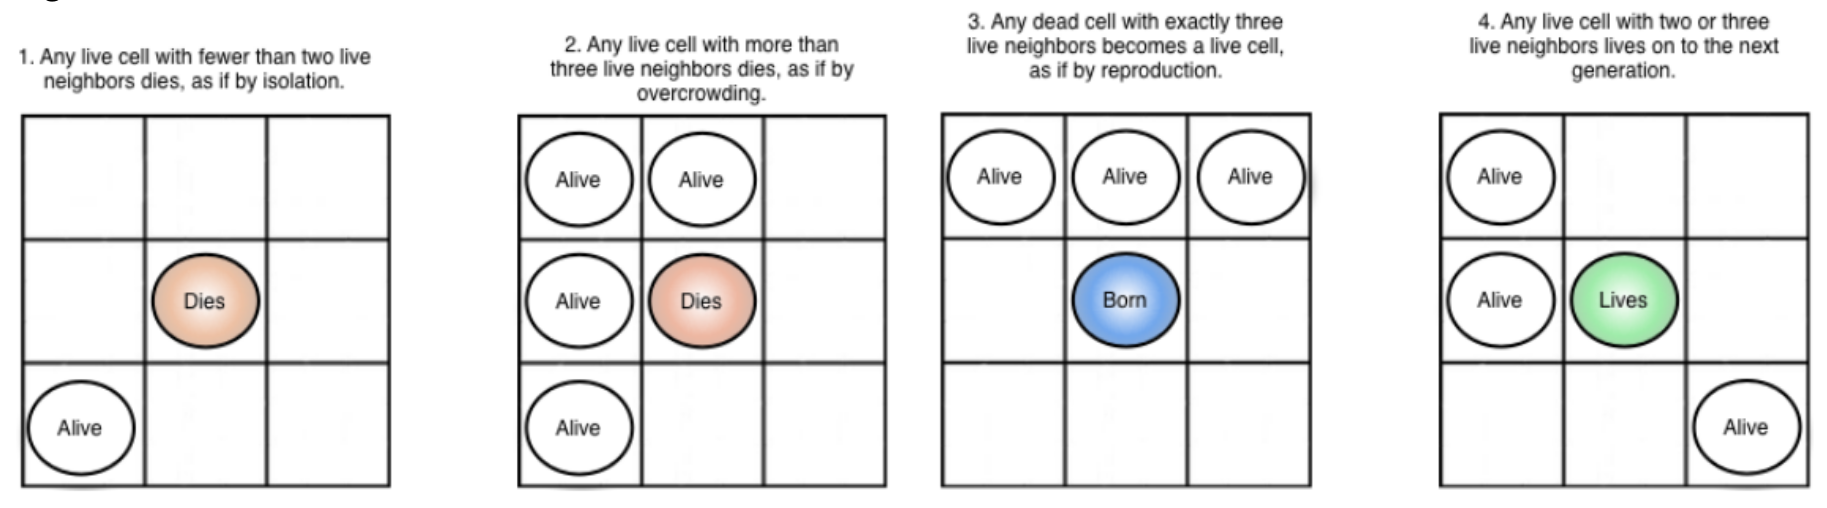 1. Any live cell with fewer than two live
neighbors dies, as if by isolation.
Dies
Alive
2. Any live cell with more than
three live neighbors dies, as if by
overcrowding.
Alive Alive
Alive Dies
Alive
3. Any dead cell with exactly three
live neighbors becomes a live cell,
as if by reproduction.
Alive Alive Alive
Born
4. Any live cell with two or three
live neighbors lives on to the next
generation.
Alive
Alive Lives
Alive